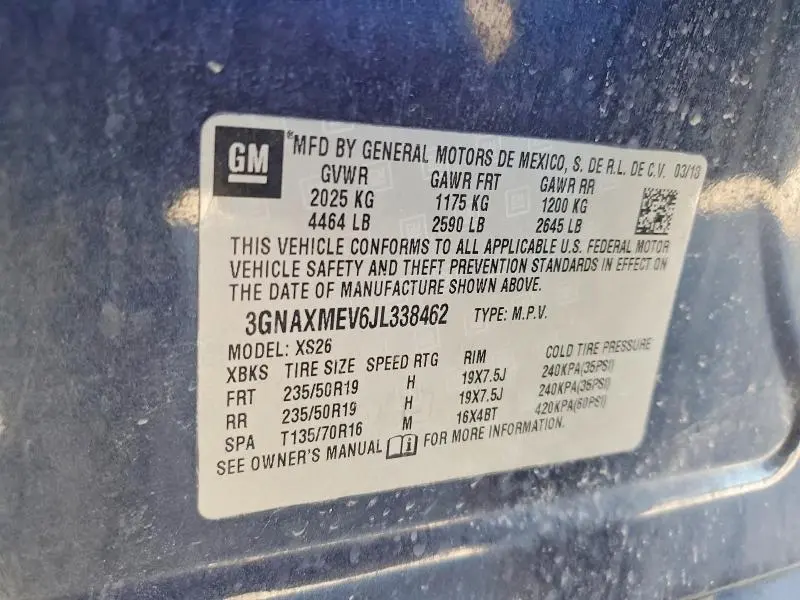 GM
*MFD BY GENERAL MOTORS DE MEXICO, S. DE R.L. DE C.V. 03/18
GVWR GAWR FRT GAWR RR
2025 KG 1175 KG 1200 KG
4464 LB 2590 LB 2645 LB
THIS VEHICLE CONFORMS TO ALL APPLICABLE U.S. FEDERAL MOTOR
VEHICLE SAFETY AND THEFT PREVENTION STANDARDS IN EFFECT ON
THE DATE OF MANUFACTURE SHOWN ABOVE.
3GNAXMEV6JL338462 TYPE: M.P.V.
MODEL: XS26
XBKS TIRE SIZE SPEED RTG RIM COLD TIRE PRESSURE
FRT 235/50R19 H 19X7.5J 240KPA(35PSI)
RR 235/50R19 H 19X7.5J 240KPA(35PSI)
SPA T135/70R16 M 16X4BT 420KPA(60PSI)
SEE OWNER'S MANUAL i FOR MORE INFORMATION.